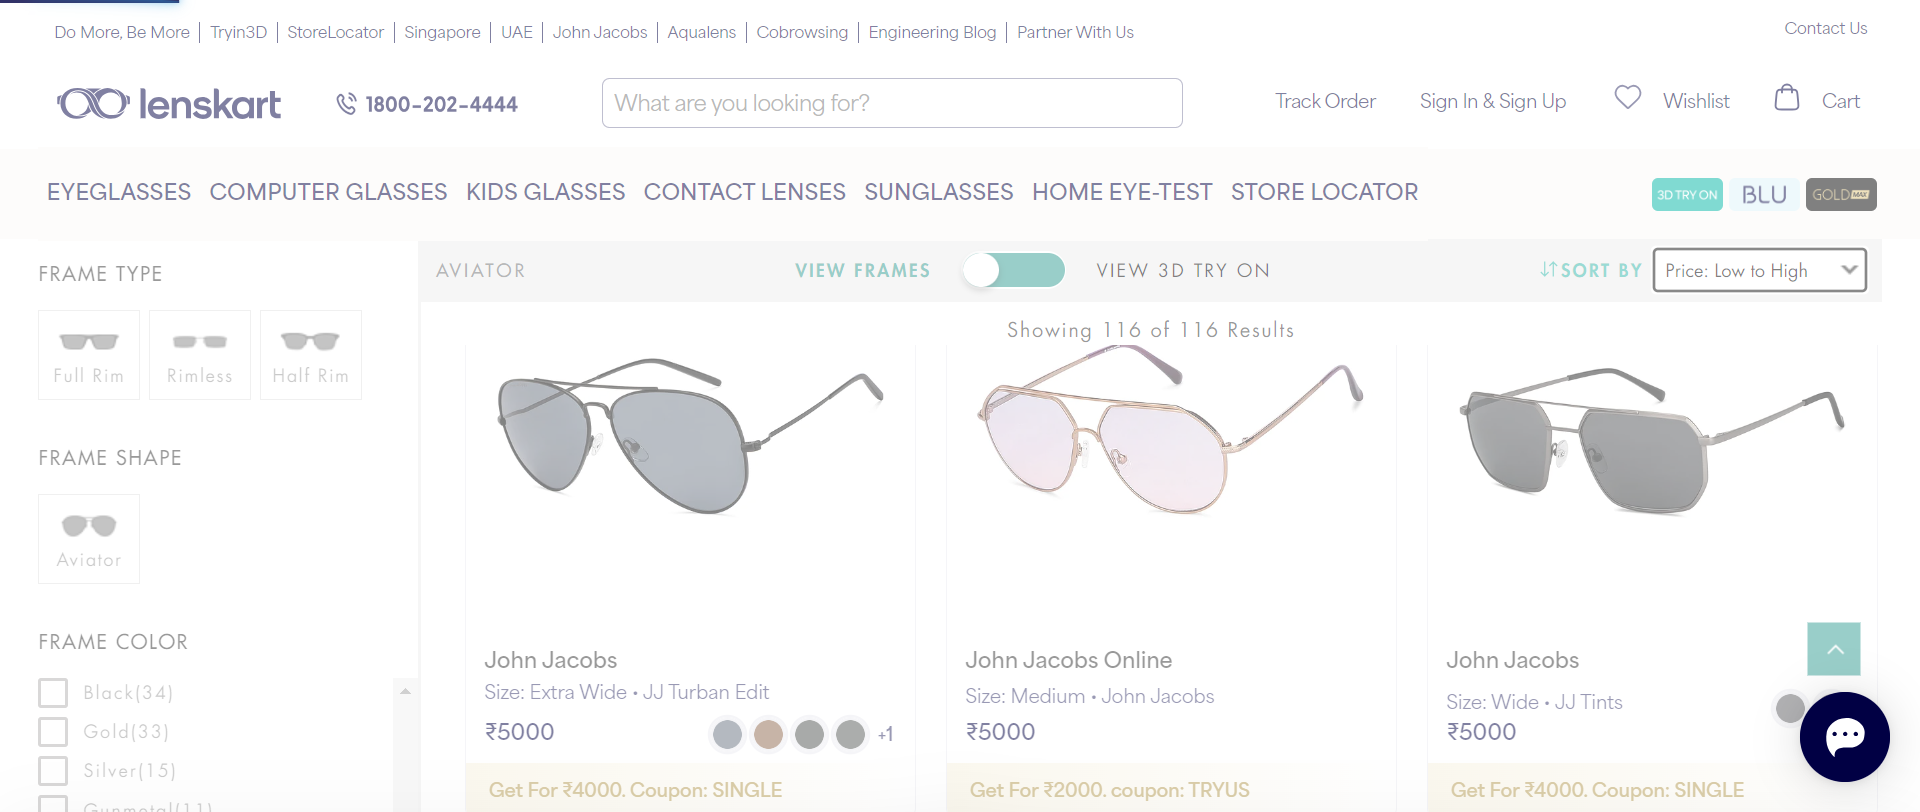 Do More, Be More | Tryin3D | StoreLocator | Singapore | UAE | John Jacobs | Aqualens | Cobrowsing | Engineering Blog | Partner With Us
Contact Us
lenskart
1800-202-4444
What are you looking for?
Track Order
Sign In & Sign Up
Wishlist
Cart
EYEGLASSES COMPUTER GLASSES KIDS GLASSES CONTACT LENSES SUNGLASSES HOME EYE-TEST STORE LOCATOR
3D TRY ON
BLU
GOLD MAX
FRAME TYPE
Full Rim
Rimless
Half Rim
FRAME SHAPE
Aviator
FRAME COLOR
Black(34)
Gold(33)
Silver(15)
Gunmetal(11)
AVIATOR
VIEW FRAMES
VIEW 3D TRY ON
SORT BY
Price: Low to High
Showing 116 of 116 Results
John Jacobs
Size: Extra Wide • JJ Turban Edit
₹5000
+1
Get For ₹4000. Coupon: SINGLE
John Jacobs Online
Size: Medium • John Jacobs
₹5000
Get For ₹2000. coupon: TRYUS
John Jacobs
Size: Wide • JJ Tints
₹5000
Get For ₹4000. Coupon: SINGLE